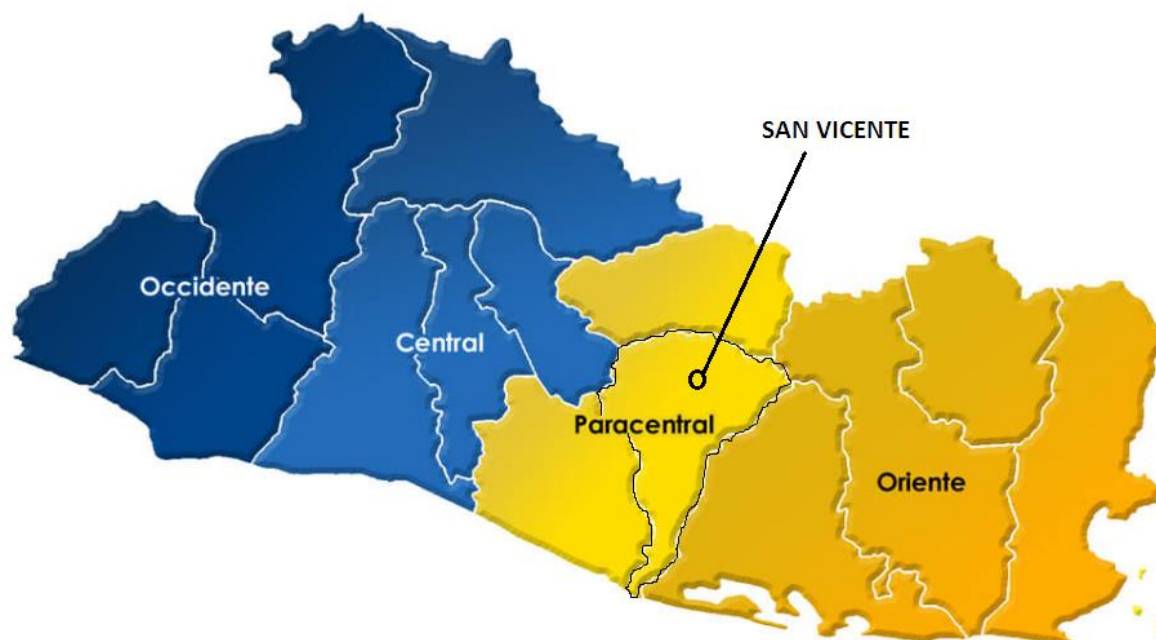 SAN VICENTE
Occidente
Central
Paracentral
Oriente